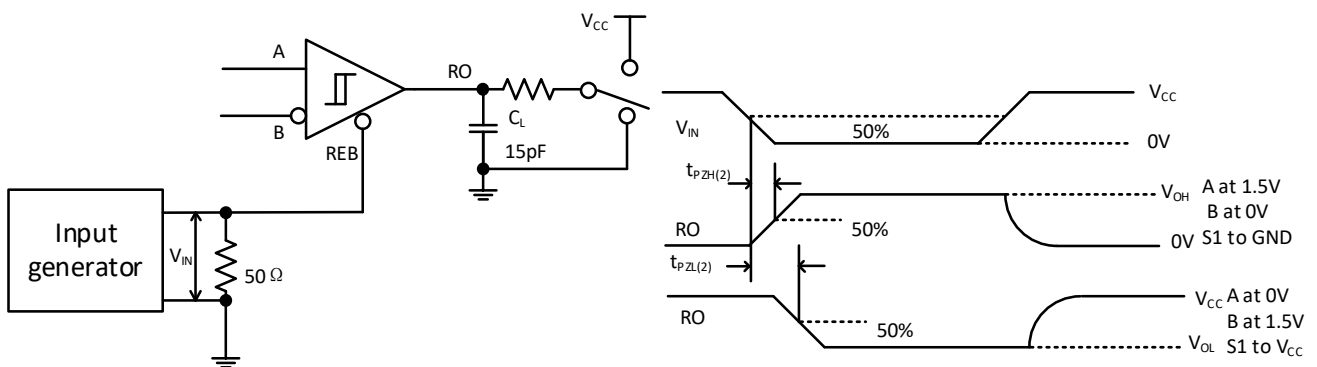 V_CC
A
B
REB
RO
C_L
15pF
Input
generator
V_IN
50 Ω
V_IN
50%
V_CC
0V
t_PZH(2)
RO
50%
V_OH
A at 1.5V
B at 0V
0V
S1 to GND
t_PZL(2)
RO
50%
V_CC
A at 0V
B at 1.5V
V_OL
S1 to V_CC